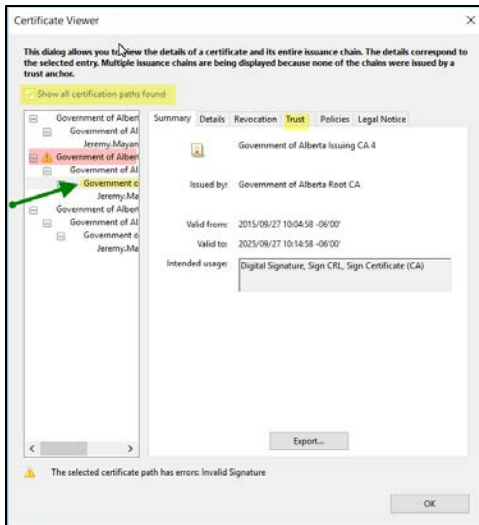 Certificate Viewer
This dialog allows you to view the details of a certificate and its entire issuance chain. The details correspond to
the selected entry. Multiple issuance chains are being displayed because none of the chains were issued by a
trust anchor.
Show all certification paths found
Government of Albert
Government of Al
Jeremy.Mayan
Government of Albert
Government of Al
Government o
Jeremy.Ma
Government of Albert
Government of Al
Government o
Jeremy.Ma
Summary Details Revocation Trust Policies Legal Notice
Government of Alberta Issuing CA 4
Issued by: Government of Alberta Root CA
Valid from: 2015/09/27 10:04:58 -06'00'
Valid to: 2025/09/27 10:14:58 -06'00'
Intended usage: Digital Signature, Sign CRL, Sign Certificate (CA)
Export...
The selected certificate path has errors: Invalid Signature
OK